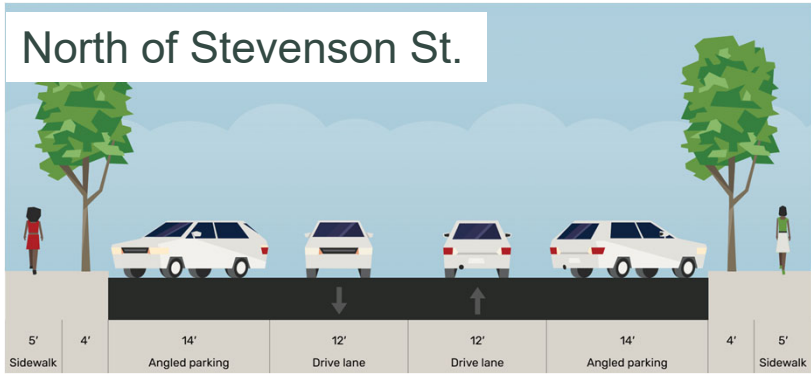 North of Stevenson St.
5' 4' 14' 12' 12' 14' 4' 5'
Sidewalk Angled parking Drive lane Drive lane Angled parking Sidewalk